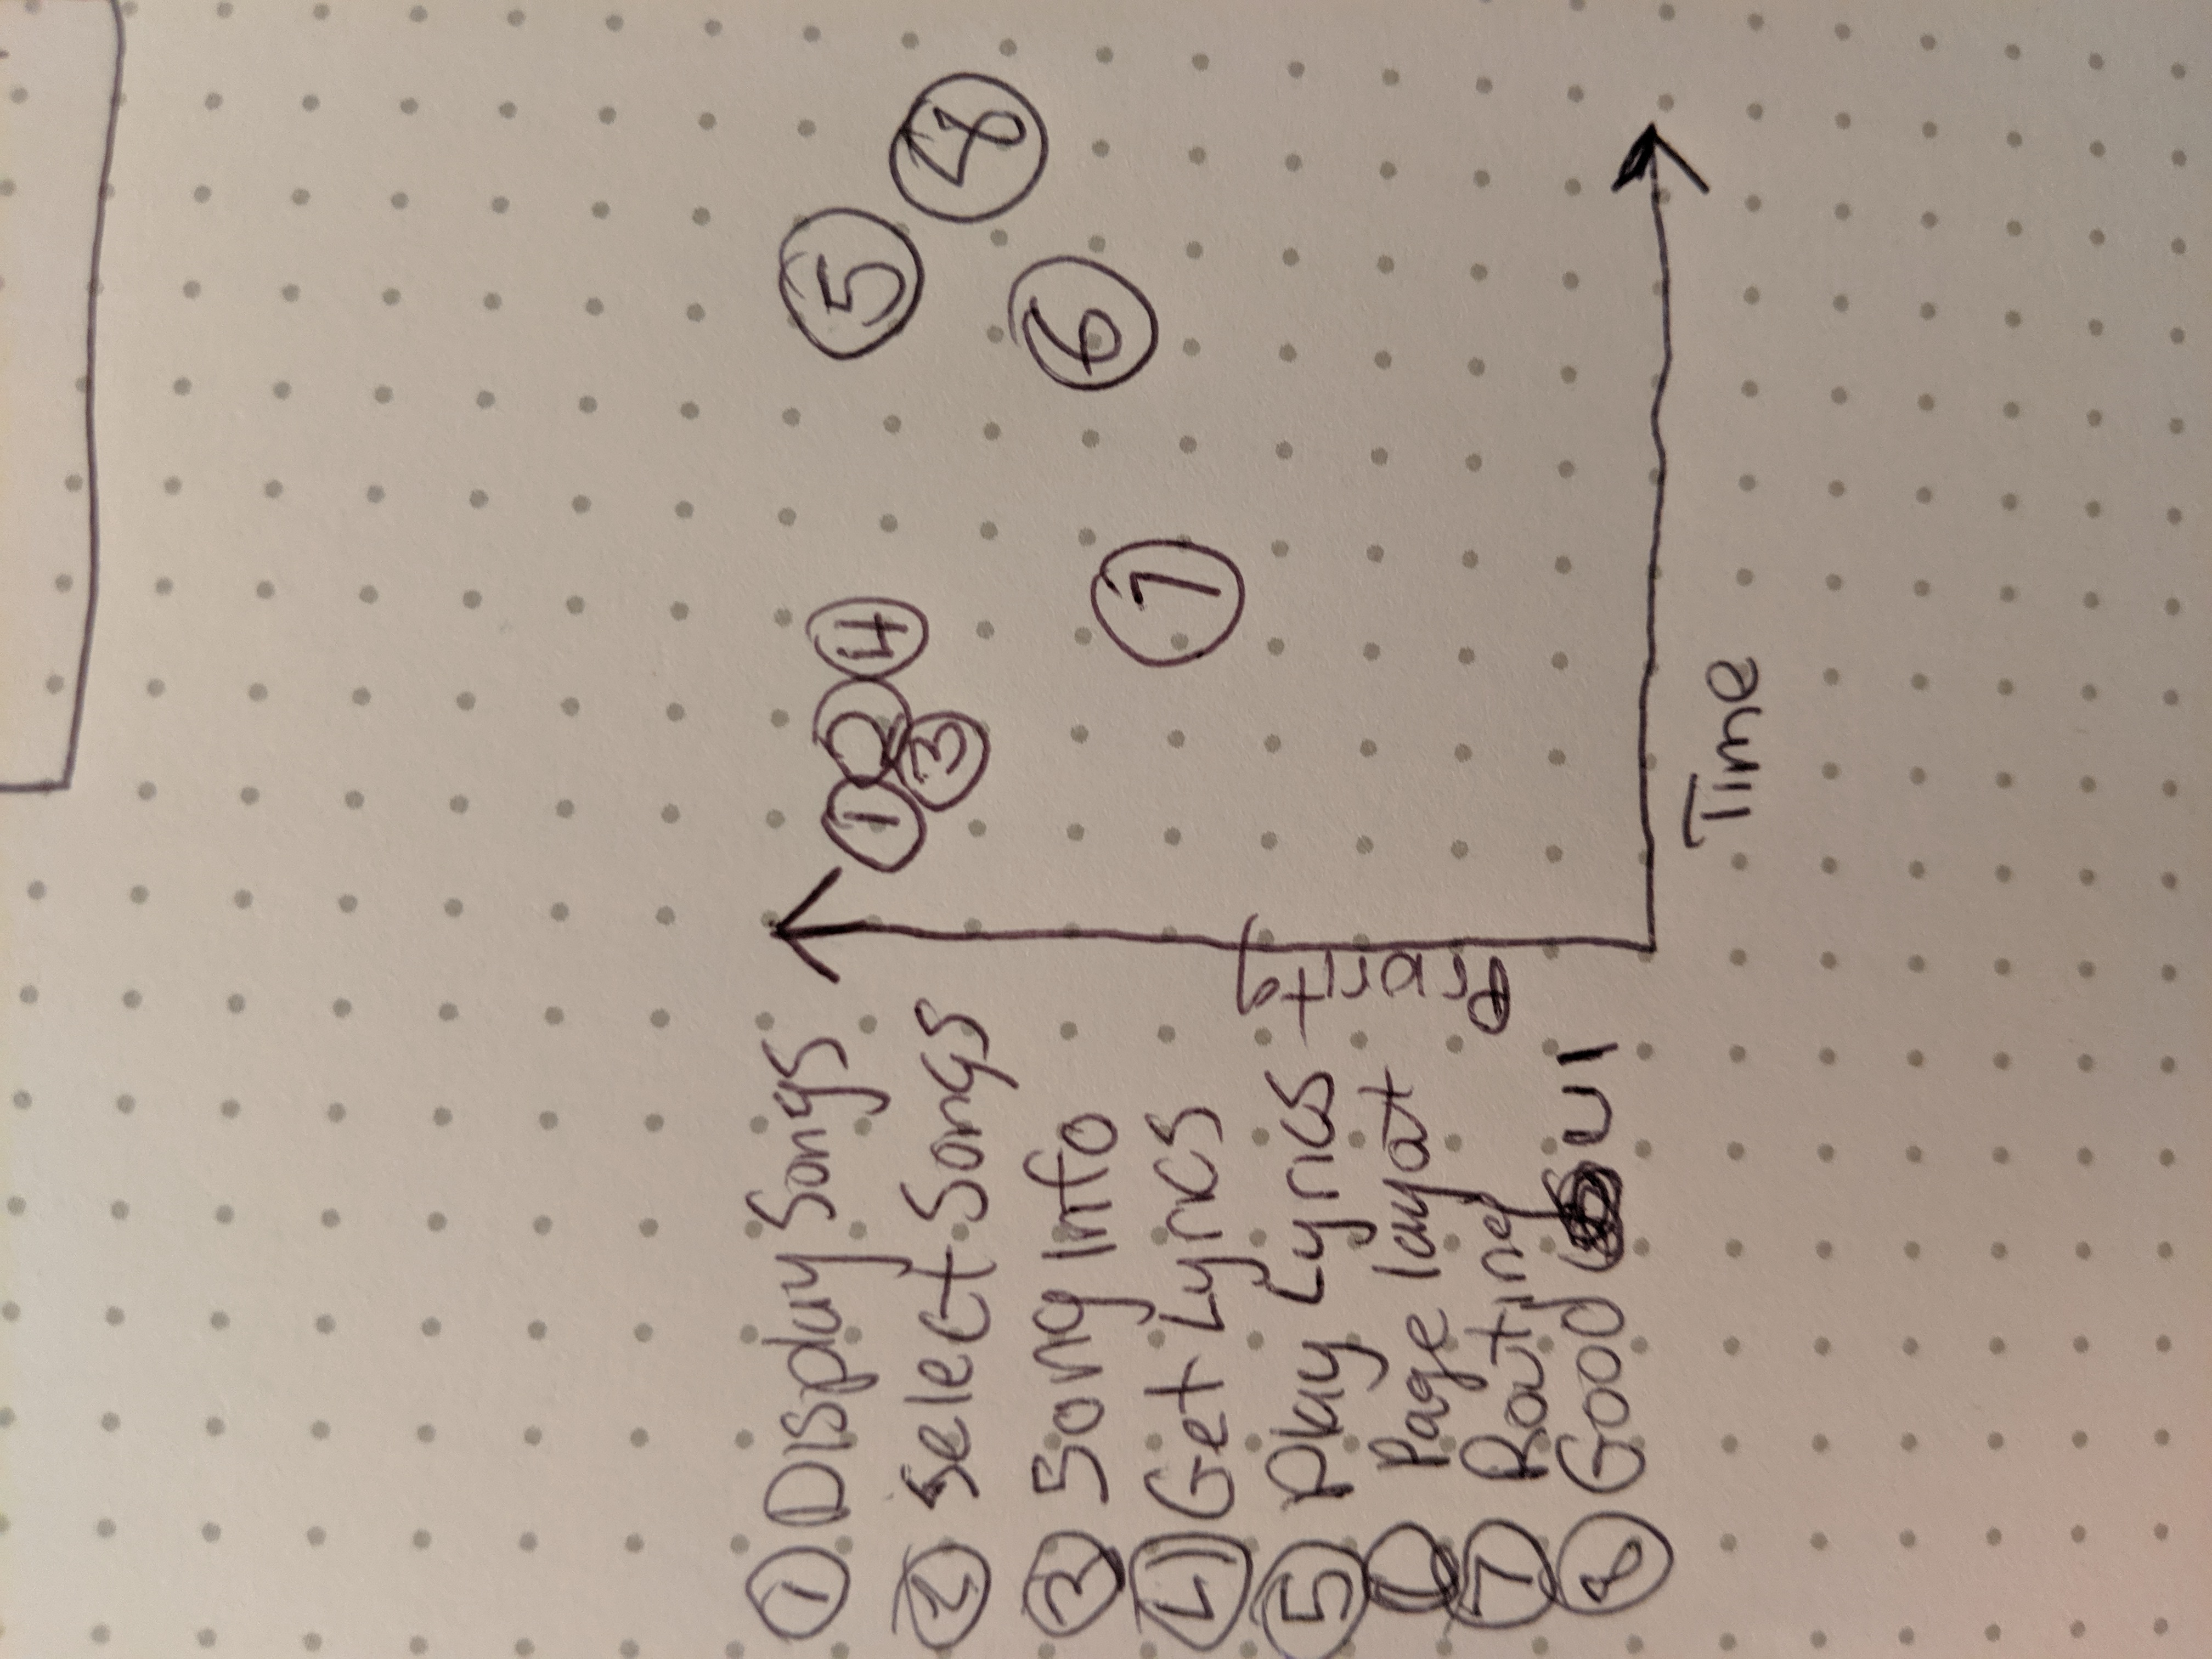 ① Display Songs
② Select Songs
③ Song Info
④ Get Lyrics
⑤ Play Lyrics
⑥ Page layout
⑦ Routing
⑧ Good UI
Priority
① ② ④ ⑤
③ ⑧
⑥
⑦
Time